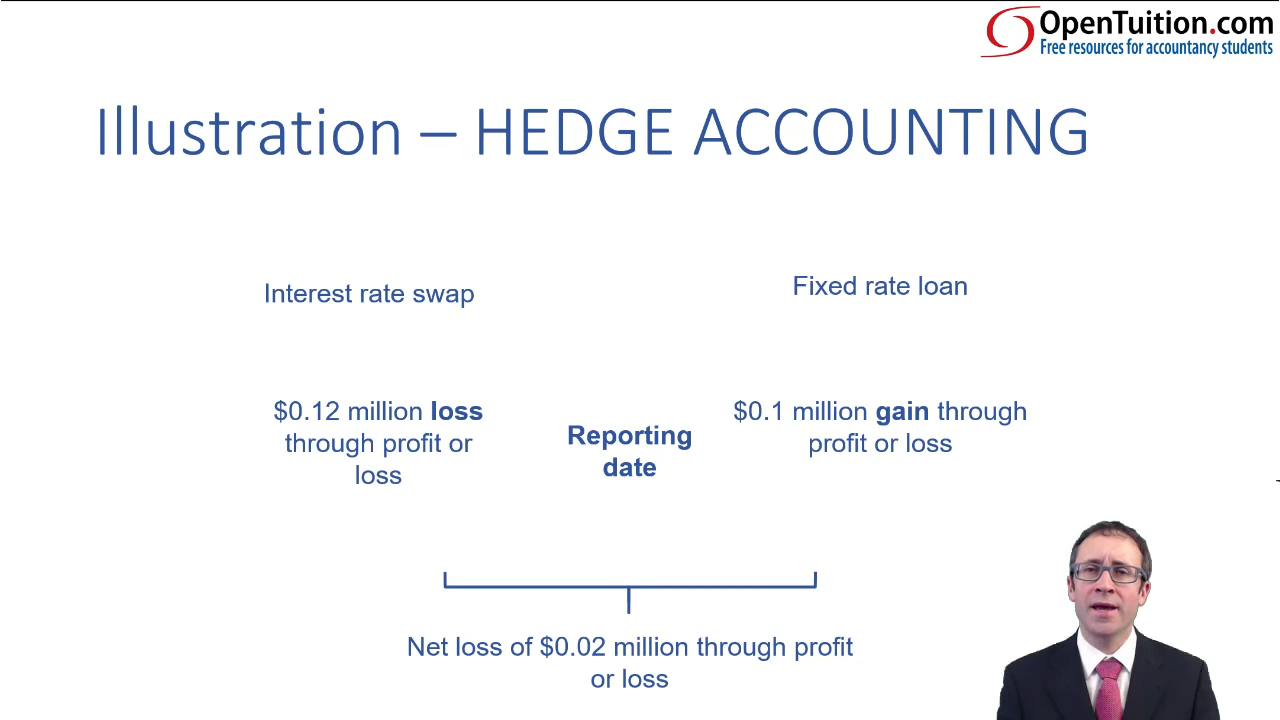 OpenTuition.com
Free resources for accountancy students
Illustration – HEDGE ACCOUNTING
Interest rate swap
Fixed rate loan
$0.12 million loss
through profit or
loss
Reporting
date
$0.1 million gain through
profit or loss
Net loss of $0.02 million through profit
or loss